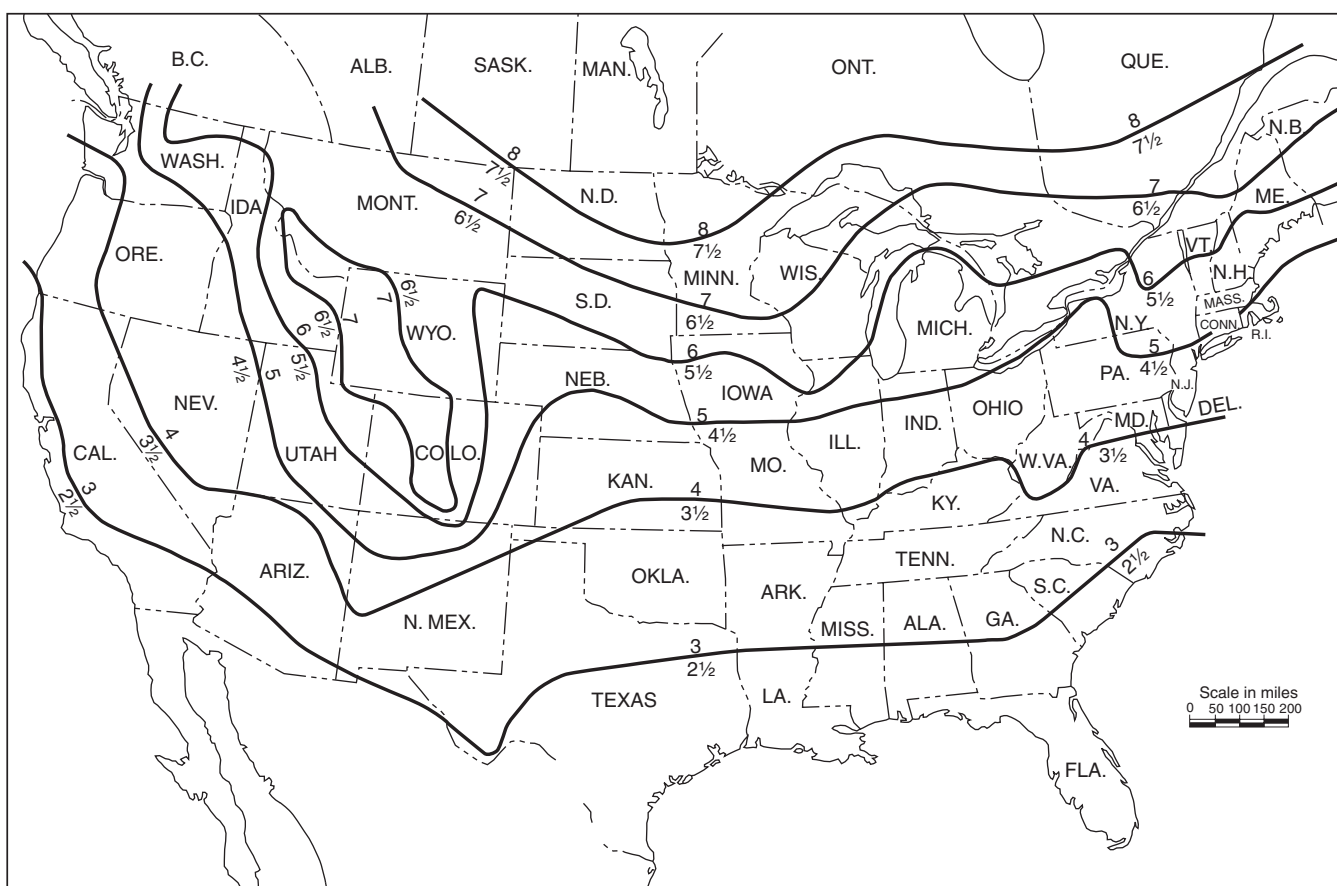 B.C.
ALB.
SASK.
MAN.
ONT.
QUE.
8
7½
8
7½
8
7½
N.B.
WASH.
IDA
MONT.
N.D.
7
6½
7
6½
7
6½
ME.
ORE.
MINN.
WIS.
VT.
N.H
MASS.
CONN.
R.I.
S.D.
6½
7
WYO.
6½
7
6
5½
6
5½
6
5½
MICH.
N.Y.
5
4½
PA.
N.J.
4½
5
NEB.
IOWA
5
4½
ILL.
IND.
OHIO
MD.
DEL.
NEV.
UTAH
COLO.
CAL.
4
3½
KAN.
MO.
W.VA.
4
3½
VA.
3
2½
4
3½
KY.
N.C.
3
2½
ARIZ.
N. MEX.
OKLA.
ARK.
TENN.
S.C.
MISS.
ALA.
GA.
3
2½
TEXAS
LA.
FLA.
Scale in miles
0 50 100 150 200